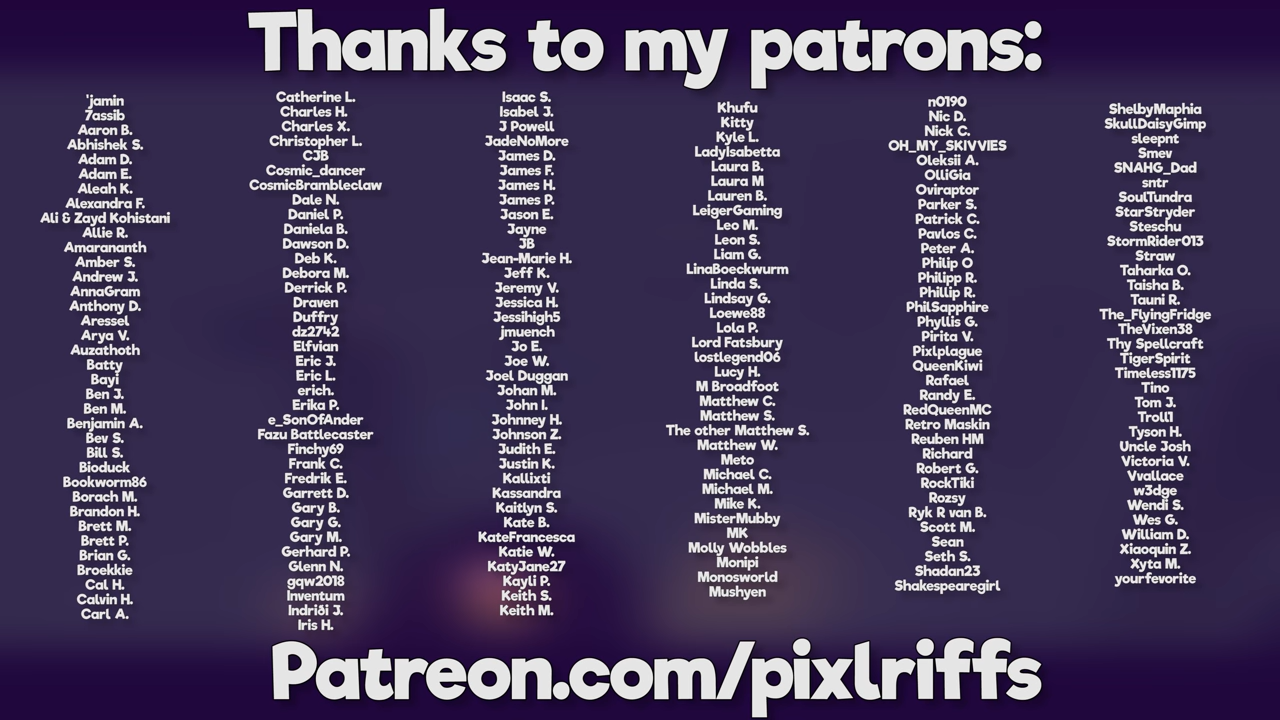 Thanks to my patrons:
'jamin
7assib
Aaron B.
Abhishek S.
Adam D.
Adam E.
Aleah K.
Alexandra F.
Ali & Zayd Kohistani
Allie R.
Amarananth
Amber S.
Andrew J.
AnnaGram
Anthony D.
Aressel
Arya V.
Auzathoth
Batty
Bayi
Ben J.
Ben M.
Benjamin A.
Bev S.
Bill S.
Bioduck
Bookworm86
Borach M.
Brandon H.
Brett M.
Brett P.
Brian G.
Broekkie
Cal H.
Calvin H.
Carl A.
Catherine L.
Charles H.
Charles X.
Christopher L.
CJB
Cosmic_dancer
CosmicBrambleclaw
Dale N.
Daniel P.
Daniela B.
Dawson D.
Deb K.
Debora M.
Derrick P.
Draven
Duffry
dz2742
Elfvian
Eric J.
Eric L.
erich.
Erika P.
e_SonOfAnder
Fazu Battlecaster
Finchy69
Frank C.
Fredrik E.
Garrett D.
Gary B.
Gary G.
Gary M.
Gerhard P.
Glenn N.
gqw2018
Inventum
Indriði J.
Iris H.
Isaac S.
Isabel J.
J Powell
JadeNoMore
James D.
James F.
James H.
James P.
Jason E.
Jayne
JB
Jean-Marie H.
Jeff K.
Jeremy V.
Jessica H.
Jessihigh5
jmuench
Jo E.
Joe W.
Joel Duggan
Johan M.
John I.
Johnney H.
Johnson Z.
Judith E.
Justin K.
Kallixti
Kassandra
Kaitlyn S.
Kate B.
KateFrancesca
Katie W.
KatyJane27
Kayli P.
Keith S.
Keith M.
Khufu
Kitty
Kyle L.
LadyIsabetta
Laura B.
Laura M
Lauren B.
LeigerGaming
Leo M.
Leon S.
Liam G.
LinaBoeckwurm
Linda S.
Lindsay G.
Loewe88
Lola P.
Lord Fatsbury
lostlegend06
Lucy H.
M Broadfoot
Matthew C.
Matthew S.
The other Matthew S.
Matthew W.
Meto
Michael C.
Michael M.
Mike K.
MisterMubby
MK
Molly Wobbles
Monipi
Monosworld
Mushyen
n0190
Nic D.
Nick C.
OH_MY_SKIVVIES
Oleksii A.
OlliGia
Oviraptor
Parker S.
Patrick C.
Pavlos C.
Peter A.
Philip O
Philipp R.
Phillip R.
PhilSapphire
Phyllis G.
Pirita V.
Pixlplague
QueenKiwi
Rafael
Randy E.
RedQueenMC
Retro Maskin
Reuben HM
Richard
Robert G.
RockTiki
Rozsy
Ryk R van B.
Scott M.
Sean
Seth S.
Shadan23
Shakespearegirl
ShelbyMaphia
SkullDaisyGimp
sleepnt
Smev
SNAHG_Dad
sntr
SoulTundra
StarStryder
Steschu
StormRider013
Straw
Taharka O.
Taisha B.
Tauni R.
The_FlyingFridge
TheVixen38
Thy Spellcraft
TigerSpirit
Timeless1175
Tino
Tom J.
Troll1
Tyson H.
Uncle Josh
Victoria V.
Vvallace
w3dge
Wendi S.
Wes G.
William D.
Xiaoquin Z.
Xyta M.
yourfevorite
Patreon.com/pixlriffs